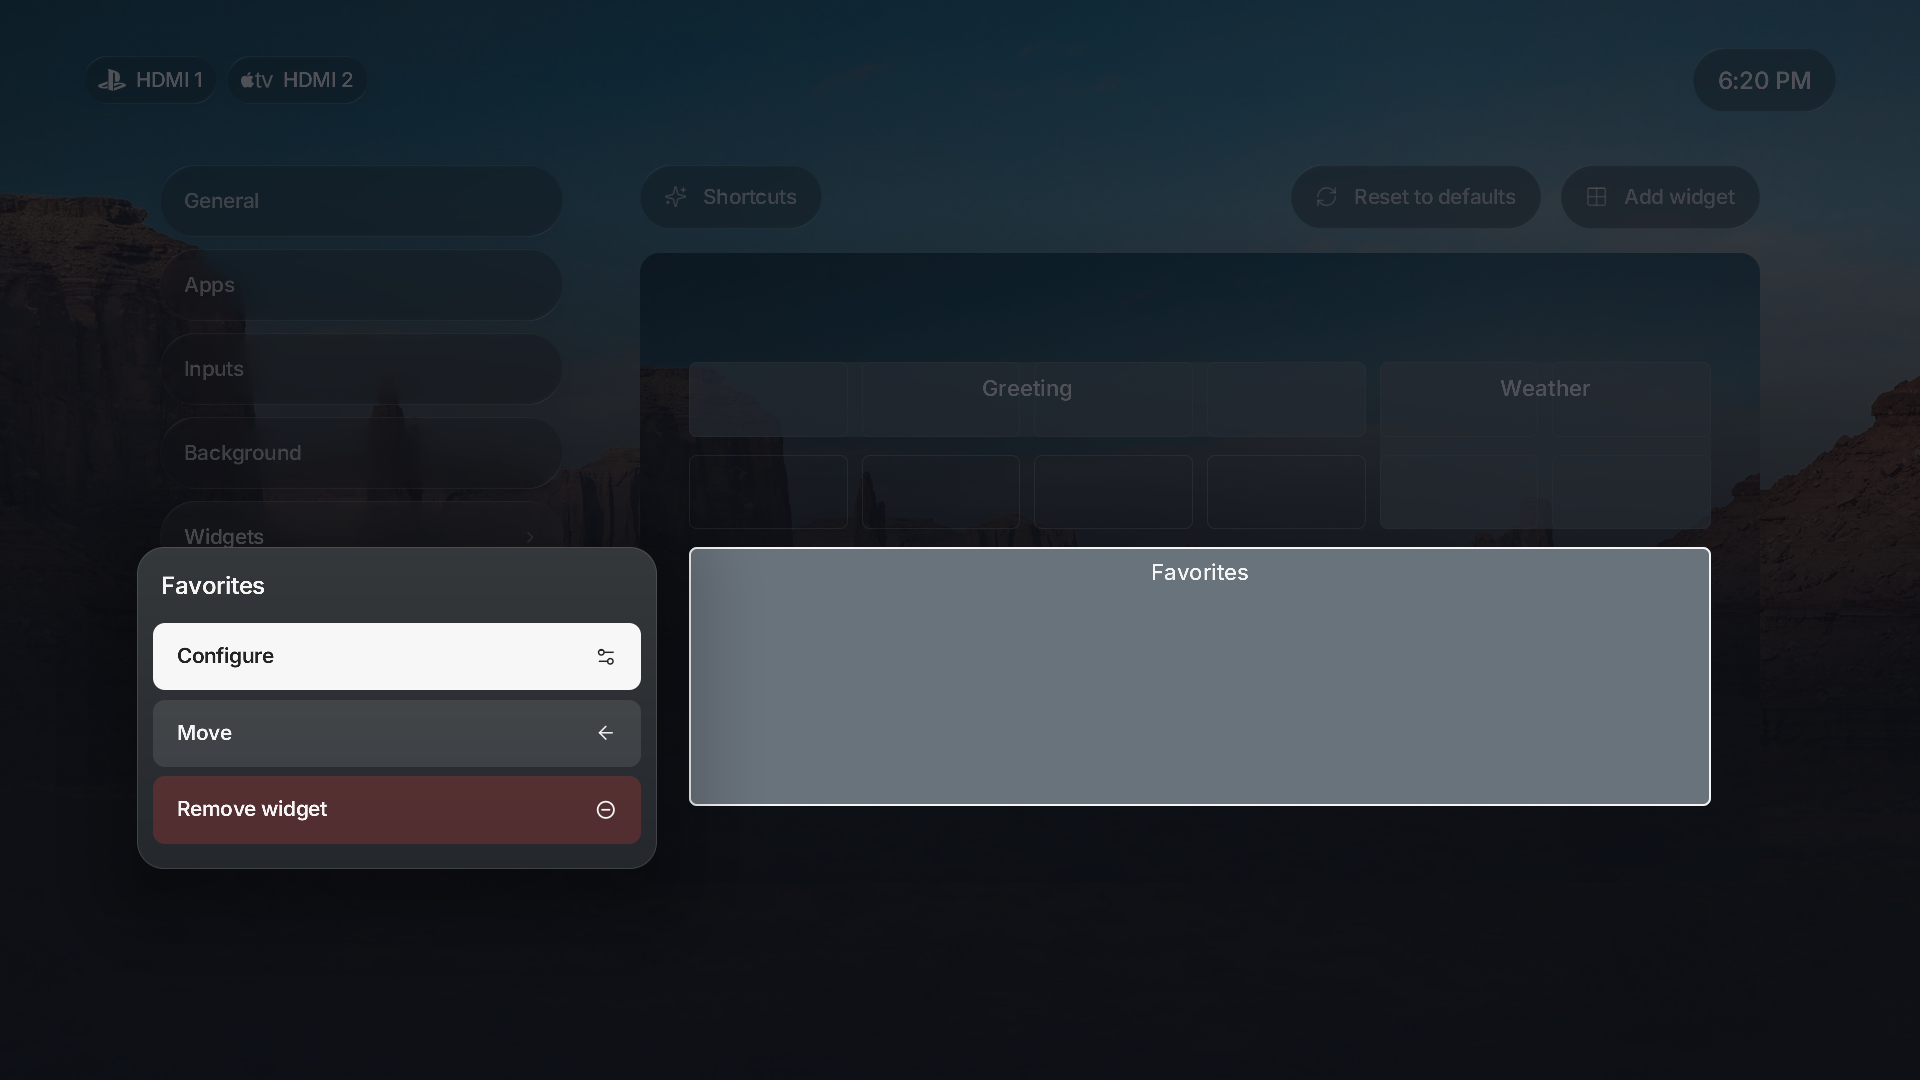 HDMI 1
tv HDMI 2
6:20 PM
General
Shortcuts
Reset to defaults
Add widget
Apps
Inputs
Greeting
Weather
Background
Widgets
Favorites
Favorites
Configure
Move
Remove widget